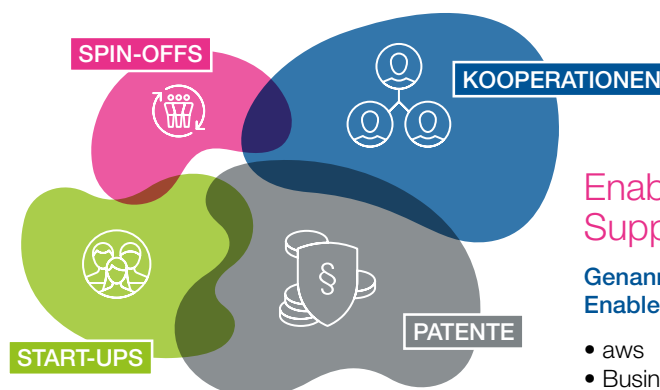 SPIN-OFFS
KOOPERATIONEN
§
PATENTE
START-UPS
Enab
Supp
Genann
Enable
• aws
• Busin